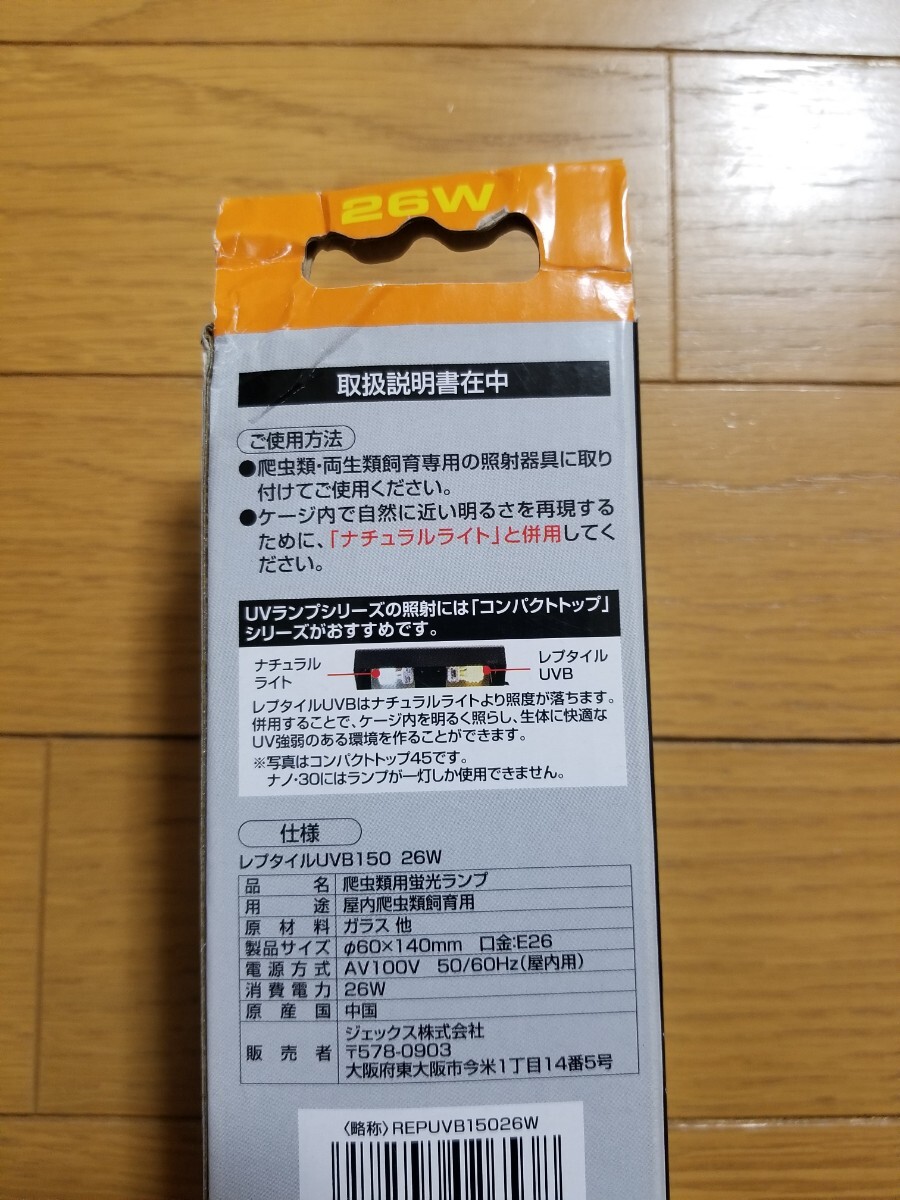 26W
取扱説明書在中
ご使用方法
●爬虫類・両生類飼育専用の照射器具に取り
付けてご使用ください。
●ケージ内で自然に近い明るさを再現する
ために、「ナチュラルライト」と併用してく
ださい。
UVランプシリーズの照射には「コンパクトトップ」
シリーズがおすすめです。
ナチュラル
ライト
レプタイル
UVB
レプタイルUVBはナチュラルライトより照度が落ちます。
併用することで、ケージ内を明るく照らし、生体に快適な
UV強弱のある環境を作ることができます。
※写真はコンパクトトップ45です。
ナノ・30にはランプが一灯しか使用できません。
仕様
レプタイルUVB150 26W
品名 爬虫類用蛍光ランプ
用途 屋内爬虫類飼育用
原材料 ガラス 他
製品サイズ φ60×140mm 口金:E26
電源方式 AV100V 50/60Hz(屋内用)
消費電力 26W
原産国 中国
販売者 ジェックス株式会社
〒578-0903
大阪府東大阪市今米1丁目14番5号
〈略称〉REPUVB15026W